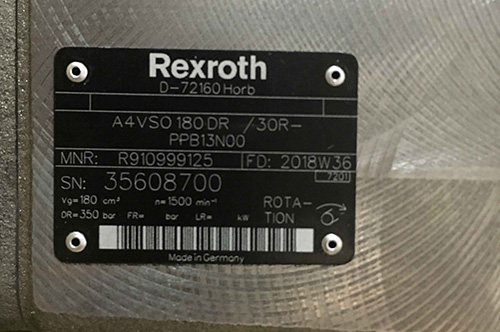 Rexroth
D-72160 Horb
A4VSO 180 DR /30R-
PPB13N00
MNR: R910999125 FD: 2018W36
7201
SN: 35608700
Vg=180 cm³ n=1500 min⁻¹ ROTA-
DR=350 bar FR= bar LR= kW TION
Made in Germany